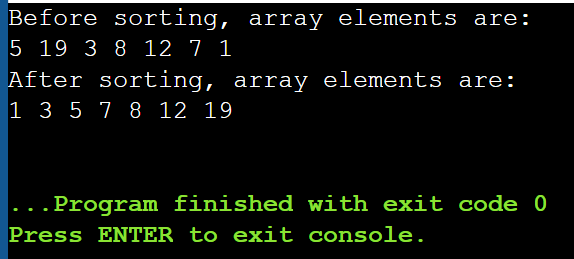 Before sorting, array elements are:
5 19 3 8 12 7 1
After sorting, array elements are:
1 3 5 7 8 12 19
...Program finished with exit code 0
Press ENTER to exit console.